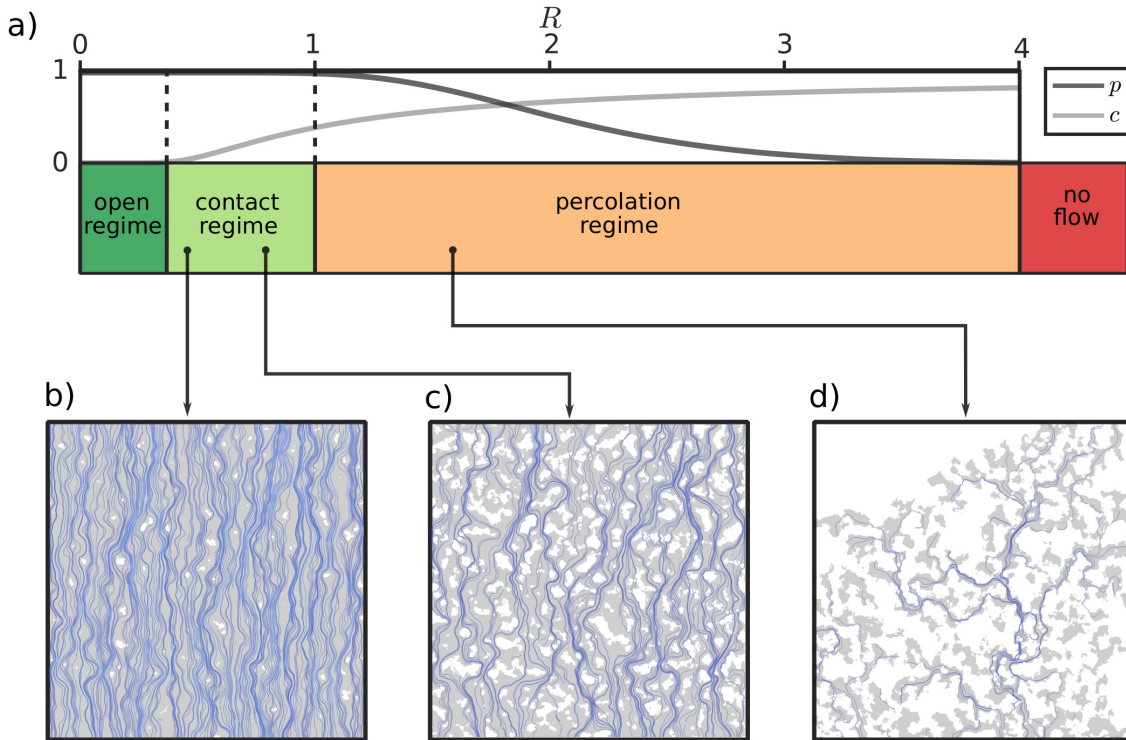 a)
R
0 1 2 3 4
1
0
p
c
open
regime
contact
regime
percolation
regime
no
flow
b)
c)
d)